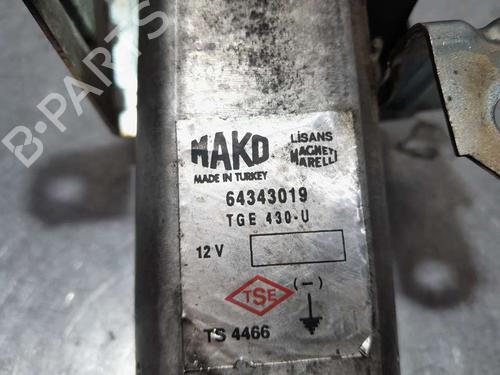 B-PARTS
MAKO LİSANS
MAGNETI
MARELLI
MADE IN TURKEY
64343019
TGE 430-U
12 V
TSE (-)
TS 4466